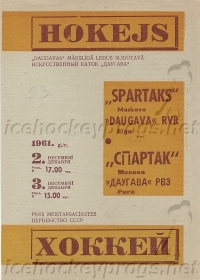 HOKEJS
„DAUGAVAS" MĀKSLĪGĀ LEDUS SLIDOTAVĀ
ИСКУССТВЕННЫЙ КАТОК „ДАУГАВА"
23
„SPARTAKS"
Maskava
„DAUGAVA" RVR
Rīga
1961. g./г.
2. DECEMBRĪ
ДЕКАБРЯ
17.00
3. DECEMBRĪ
ДЕКАБРЯ
15.00
„СПАРТАК"
Москва
„ДАУГАВА" РВЗ
Рига
PSRS MEISTARSACĪKSTES
ПЕРВЕНСТВО СССР
ХОККЕЙ
icehockeyprogs.net